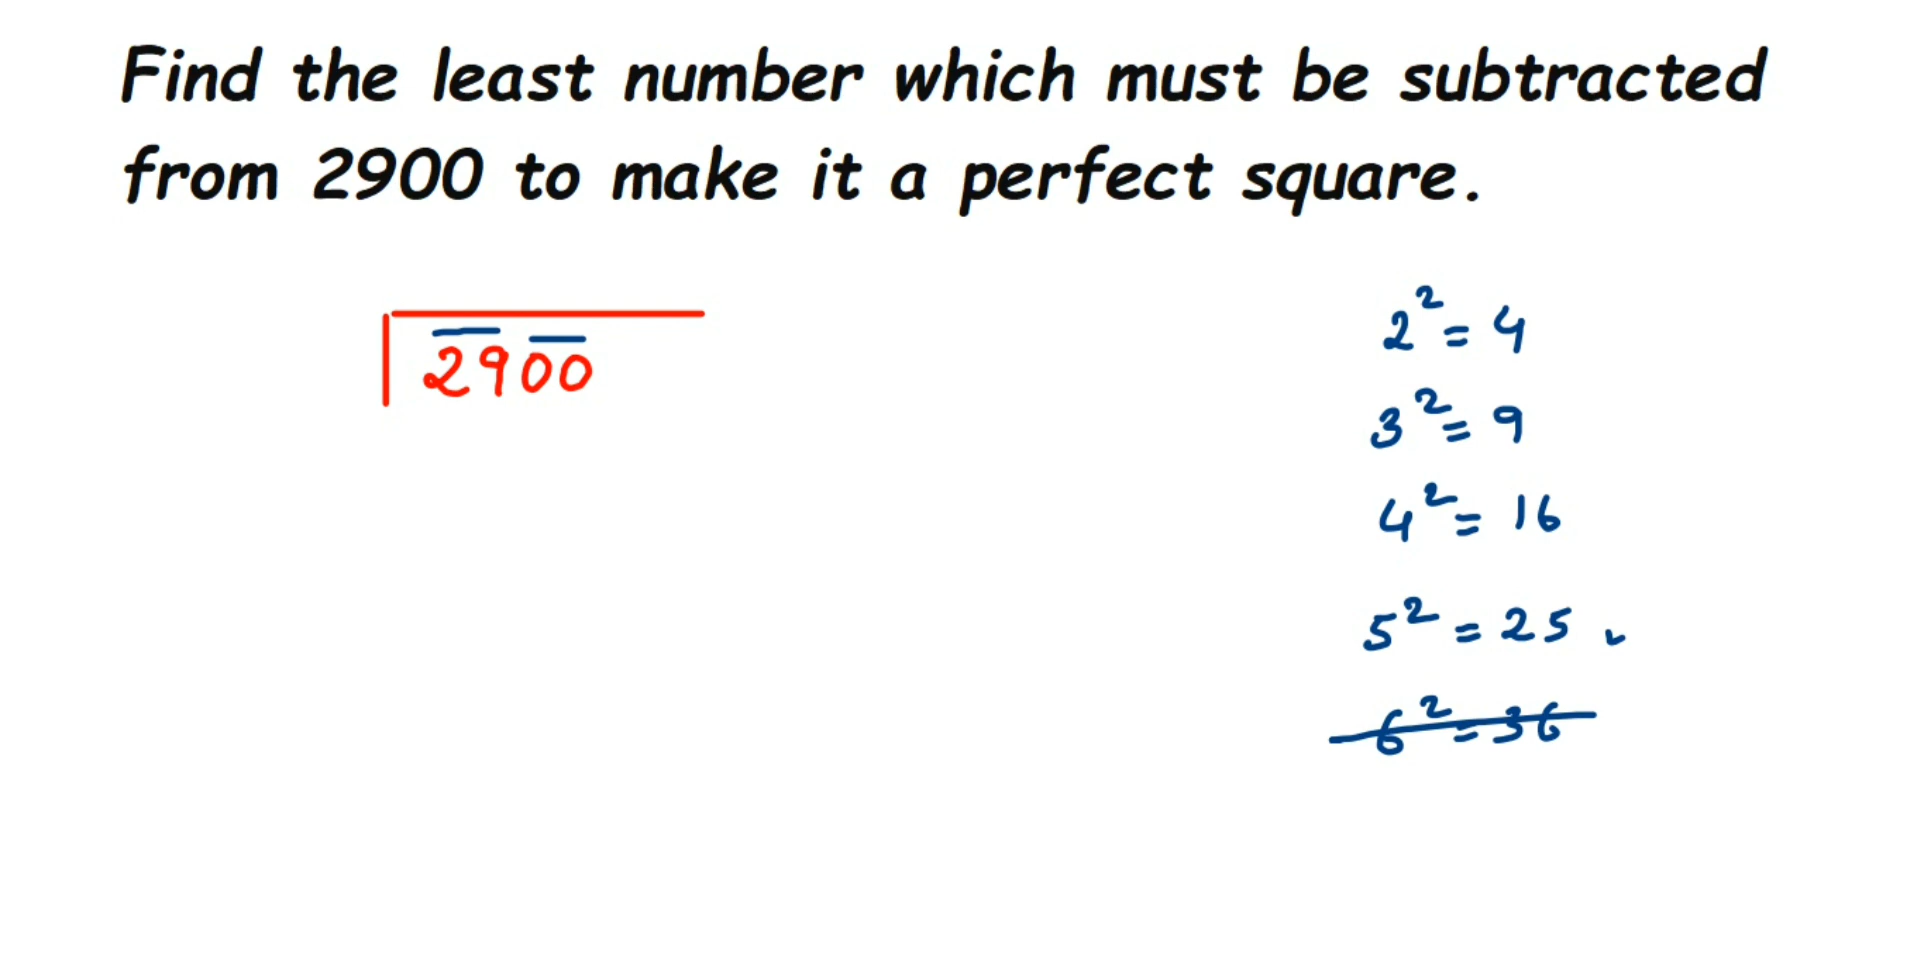 Find the least number which must be subtracted
from 2900 to make it a perfect square.
2900
2² = 4
3² = 9
4² = 16
5² = 25
6² = 36